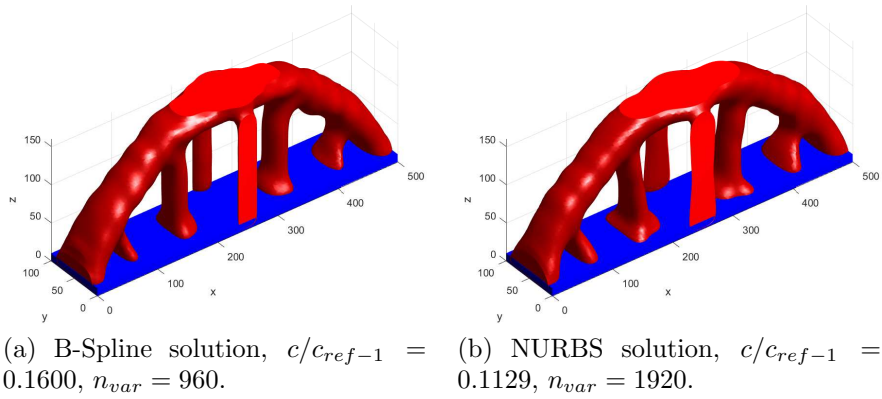 150
100
50
0
z
100
50
0
y
0
100
200
300
400
500
x
150
100
50
0
z
100
50
0
y
0
100
200
300
400
500
x
(a) B-Spline solution, c/c_{ref-1} =
0.1600, n_{var} = 960.
(b) NURBS solution, c/c_{ref-1} =
0.1129, n_{var} = 1920.